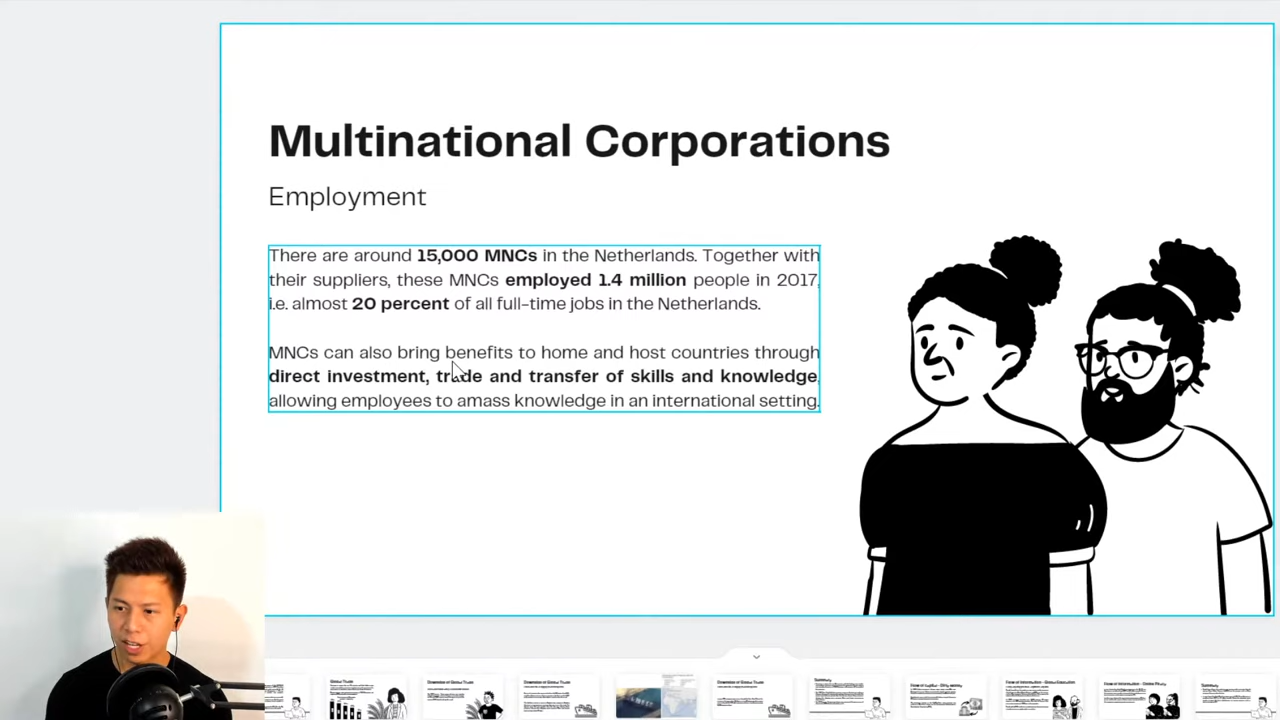 Multinational Corporations
Employment
There are around 15,000 MNCs in the Netherlands. Together with
their suppliers, these MNCs employed 1.4 million people in 2017,
i.e. almost 20 percent of all full-time jobs in the Netherlands.
MNCs can also bring benefits to home and host countries through
direct investment, trade and transfer of skills and knowledge,
allowing employees to amass knowledge in an international setting.